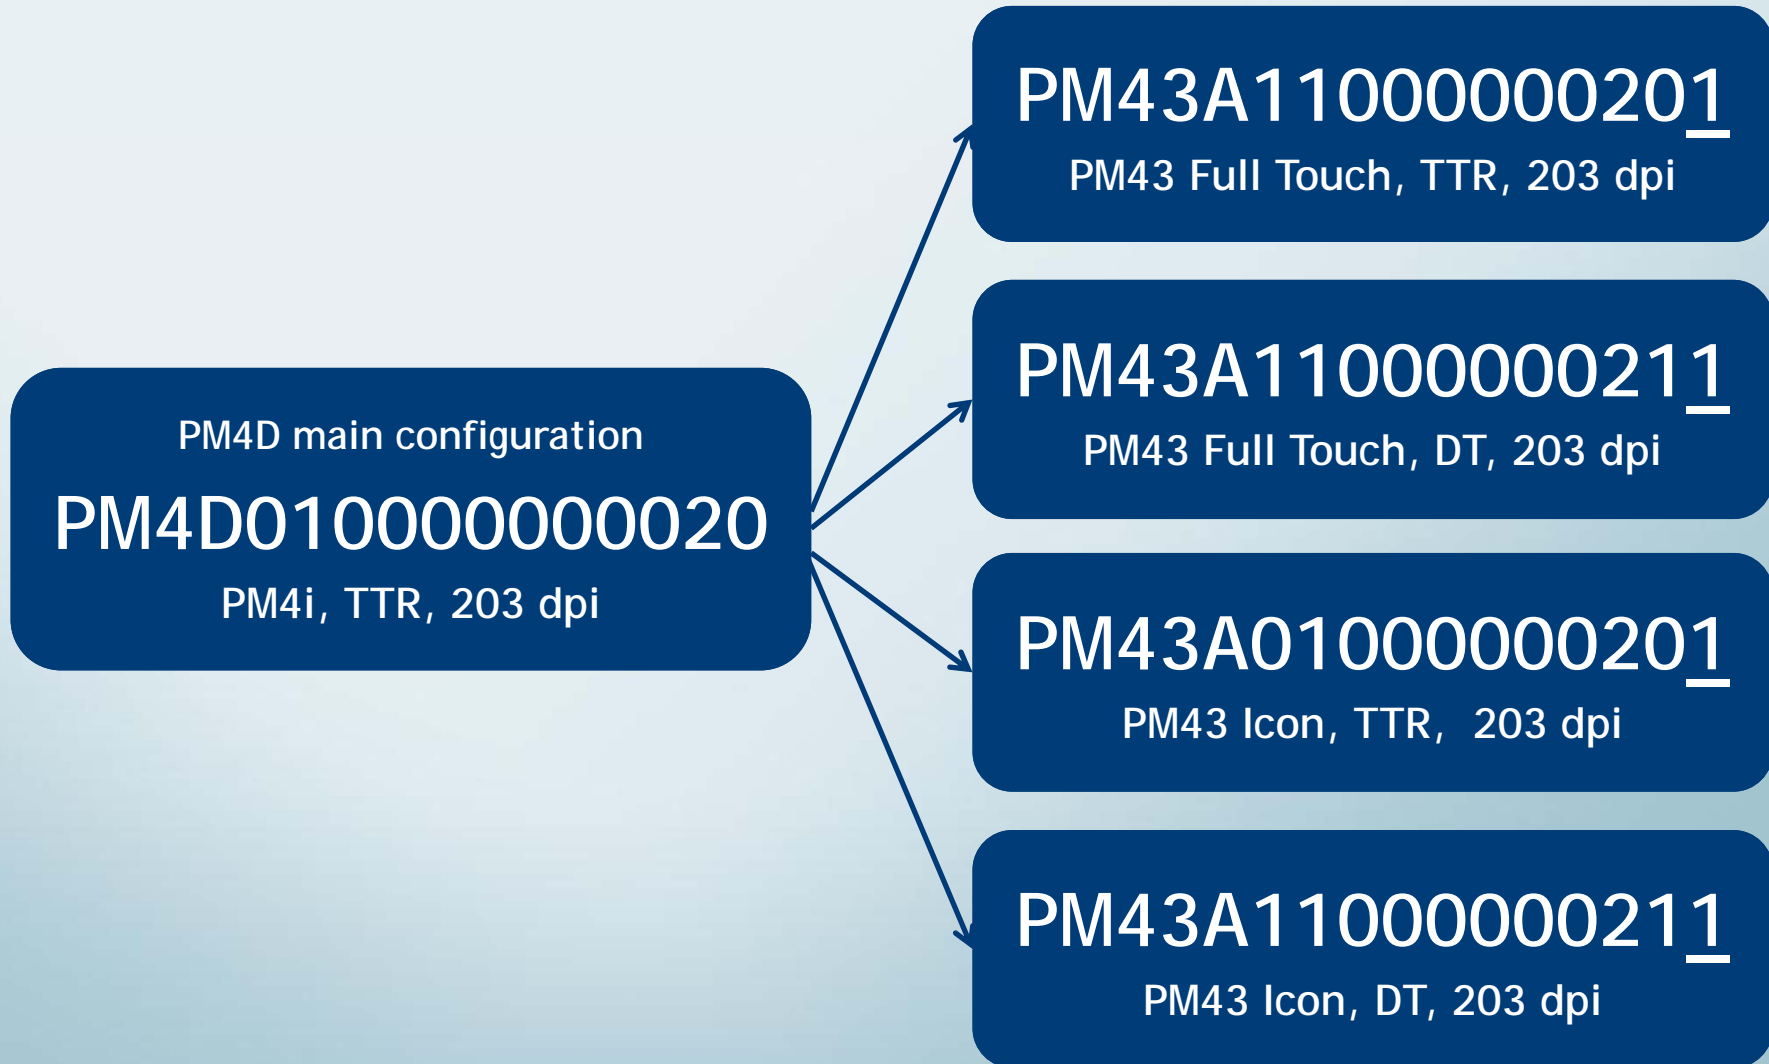 PM43A11000000201
PM43 Full Touch, TTR, 203 dpi
PM43A11000000211
PM43 Full Touch, DT, 203 dpi
PM4D main configuration
PM4D010000000020
PM4i, TTR, 203 dpi
PM43A01000000201
PM43 Icon, TTR, 203 dpi
PM43A11000000211
PM43 Icon, DT, 203 dpi